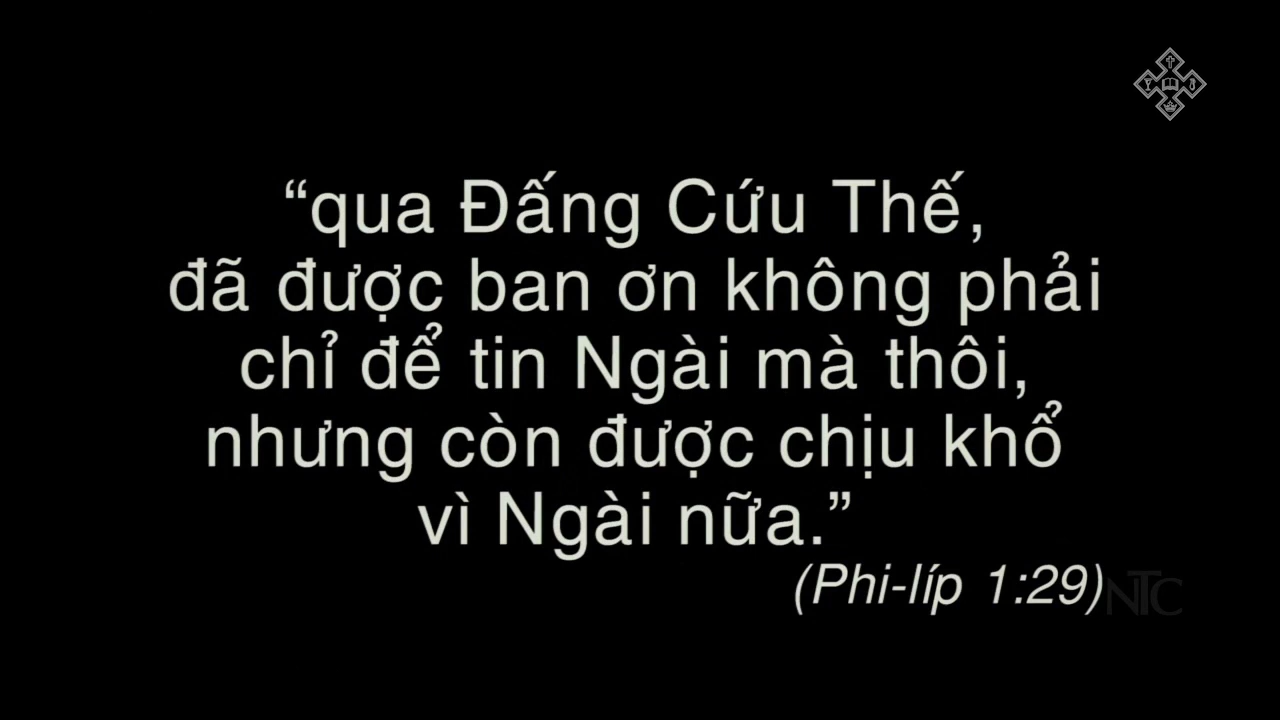 “qua Đấng Cứu Thế,
đã được ban ơn không phải
chỉ để tin Ngài mà thôi,
nhưng còn được chịu khổ
vì Ngài nữa.”
(Phi-líp 1:29)
NTC